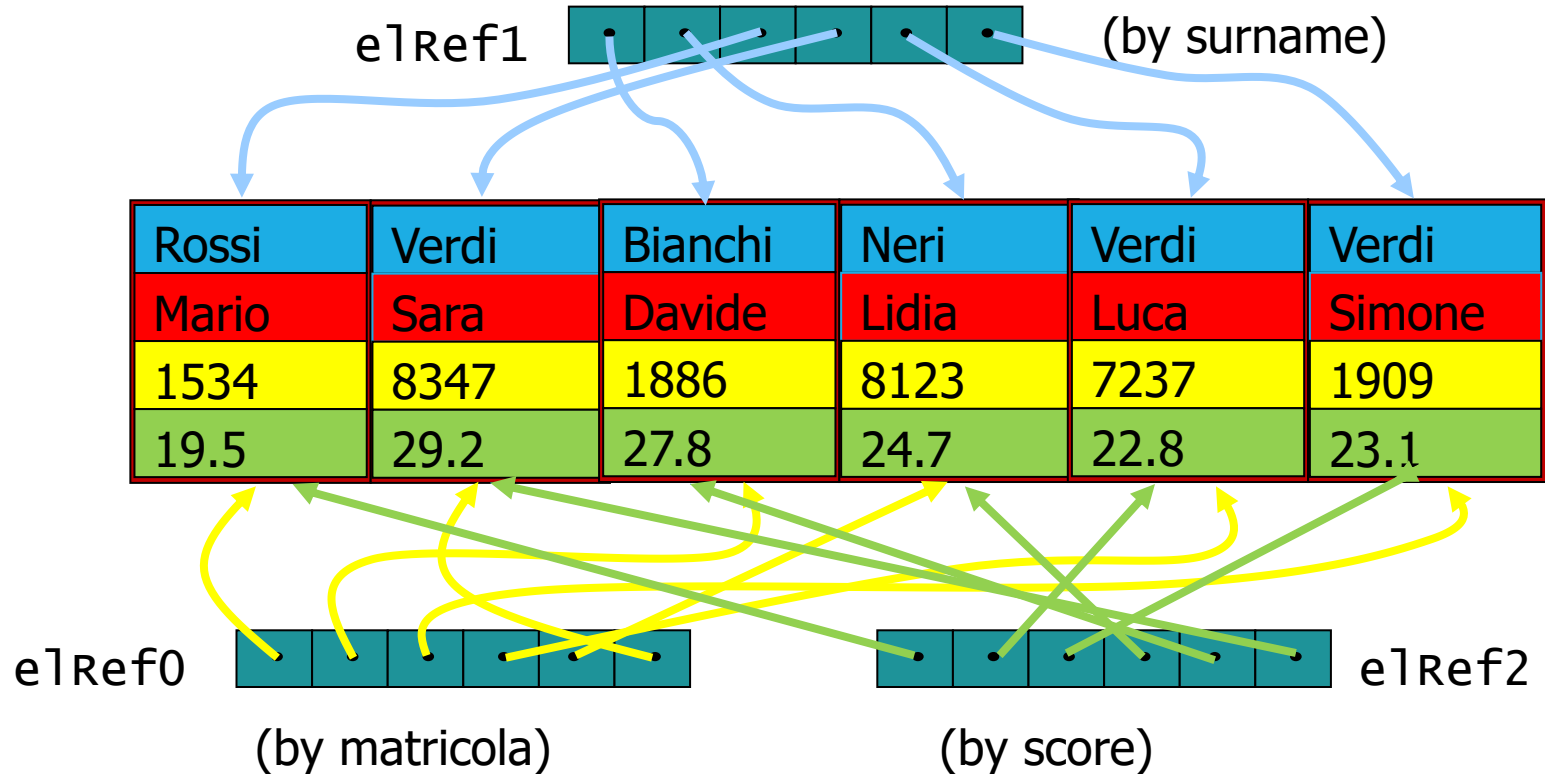 elRef1 (by surname)
Rossi Verdi Bianchi Neri Verdi Verdi
Mario Sara Davide Lidia Luca Simone
1534 8347 1886 8123 7237 1909
19.5 29.2 27.8 24.7 22.8 23.1
elRef0 elRef2
(by matricola) (by score)